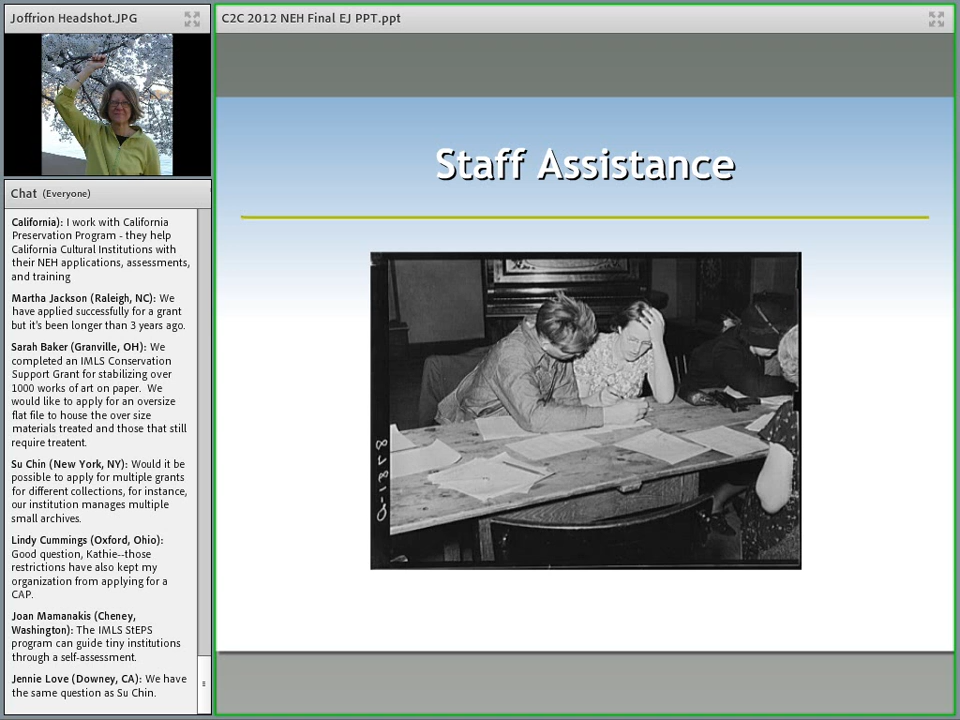 Joffrion Headshot.JPG
C2C 2012 NEH Final EJ PPT.ppt
Chat (Everyone)
California): I work with California
Preservation Program - they help
California Cultural Institutions with
their NEH applications, assessments,
and training
Martha Jackson (Raleigh, NC): We
have applied successfully for a grant
but it's been longer than 3 years ago.
Sarah Baker (Granville, OH): We
completed an IMLS Conservation
Support Grant for stabilizing over
1000 works of art on paper. We
would like to apply for an oversize
flat file to house the over size
materials treated and those that still
require treatent.
Su Chin (New York, NY): Would it be
possible to apply for multiple grants
for different collections, for instance,
our institution manages multiple
small archives.
Lindy Cummings (Oxford, Ohio):
Good question, Kathie--those
restrictions have also kept my
organization from applying for a
CAP.
Joan Mamanakis (Cheney,
Washington): The IMLS StEPS
program can guide tiny institutions
through a self-assessment.
Jennie Love (Downey, CA): We have
the same question as Su Chin.
Staff Assistance